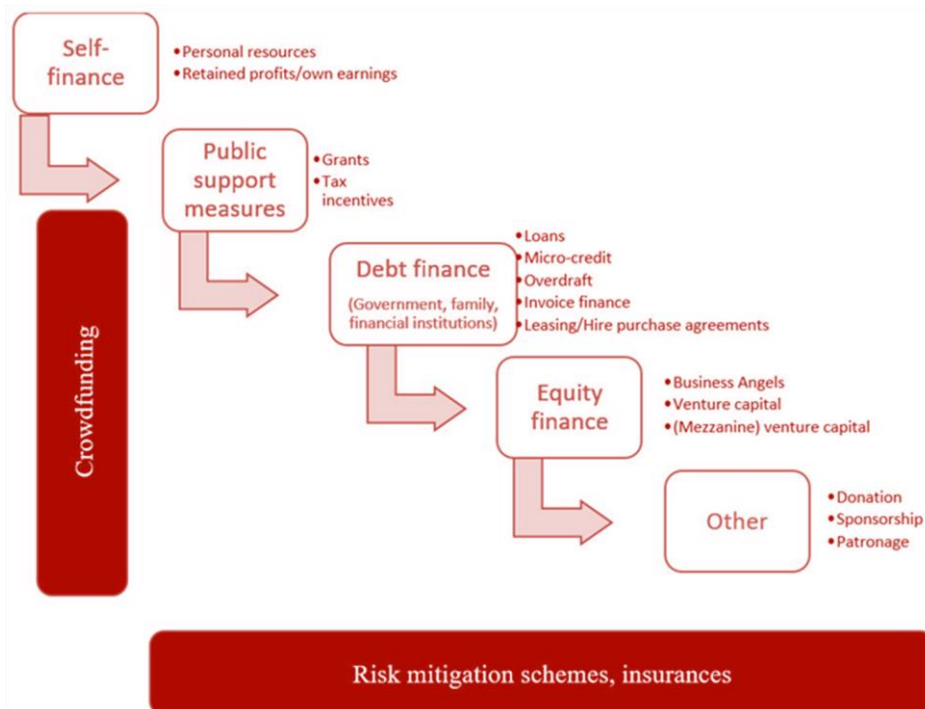 Self-
finance
•Personal resources
•Retained profits/own earnings
Public
support
measures
•Grants
•Tax
incentives
Debt finance
(Government, family,
financial institutions)
•Loans
•Micro-credit
•Overdraft
•Invoice finance
•Leasing/Hire purchase agreements
Equity
finance
•Business Angels
•Venture capital
•(Mezzanine) venture capital
Other
•Donation
•Sponsorship
•Patronage
Crowdfunding
Risk mitigation schemes, insurances